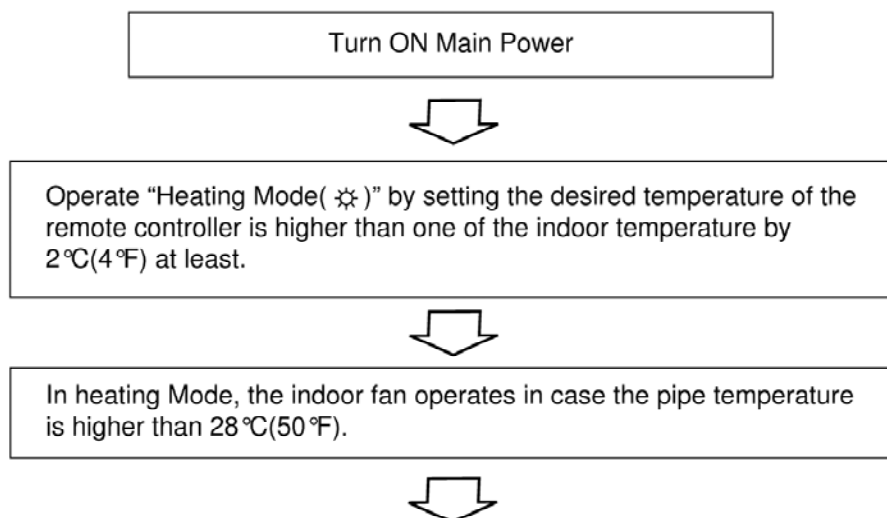 Turn ON Main Power
Operate “Heating Mode( ☼ )” by setting the desired temperature of the
remote controller is higher than one of the indoor temperature by
2℃(4℉) at least.
In heating Mode, the indoor fan operates in case the pipe temperature
is higher than 28℃(50℉).